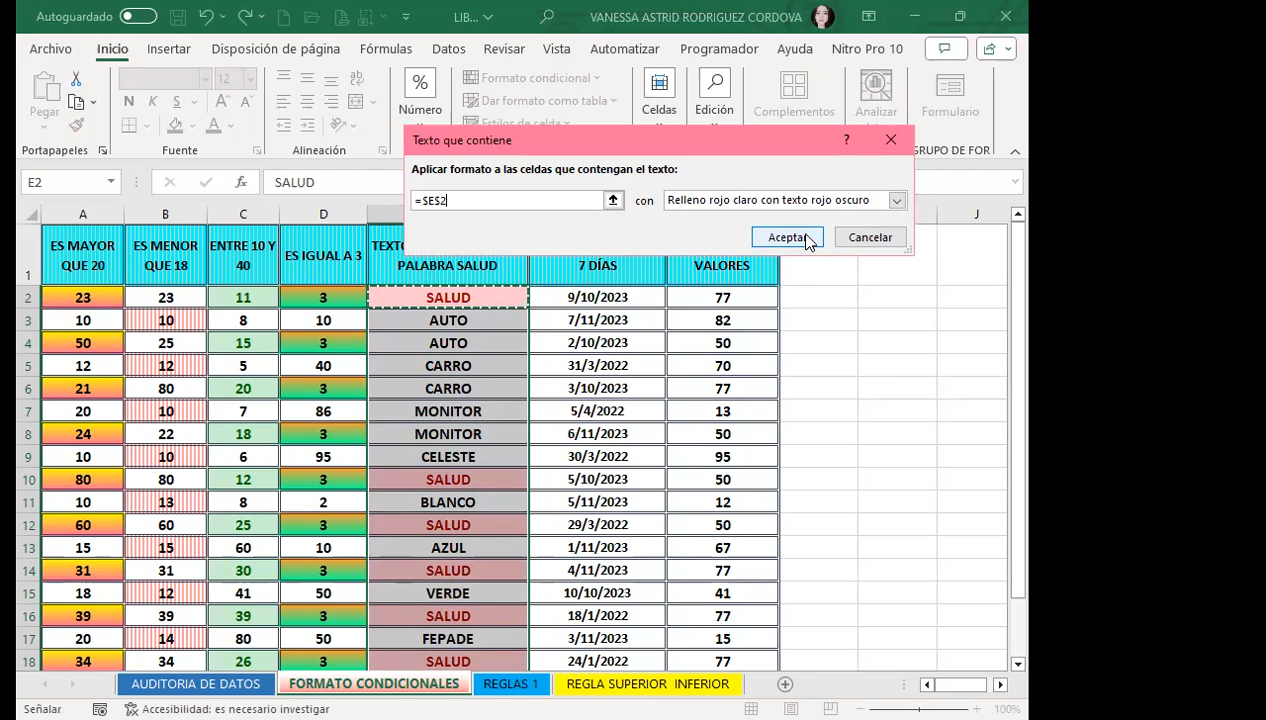 Autoguardado LIB... VANESSA ASTRID RODRIGUEZ CORDOVA
Archivo Inicio Insertar Disposición de página Fórmulas Datos Revisar Vista Automatizar Programador Ayuda Nitro Pro 10
Pegar 12 N K S Número Formato condicional Celdas Edición Complementos Analizar Formulario
Dar formato como tabla
Estilos de celda
Portapapeles Fuente Alineación GRUPO DE FOR
Texto que contiene ? ×
Aplicar formato a las celdas que contengan el texto:
=$E$2 con Relleno rojo claro con texto rojo oscuro
Aceptar Cancelar
E2 fx SALUD
A B C D J
1 ES MAYOR QUE 20 ES MENOR QUE 18 ENTRE 10 Y 40 ES IGUAL A 3 PALABRA SALUD 7 DÍAS VALORES
2 23 23 11 3 SALUD 9/10/2023 77
3 10 10 8 10 AUTO 7/11/2023 82
4 50 25 15 3 AUTO 2/10/2023 50
5 12 12 5 40 CARRO 31/3/2022 70
6 21 80 20 3 CARRO 3/10/2023 77
7 20 10 7 86 MONITOR 5/4/2022 13
8 24 22 18 3 MONITOR 6/11/2023 50
9 10 10 6 95 CELESTE 30/3/2022 95
10 80 80 12 3 SALUD 5/10/2023 50
11 10 13 8 2 BLANCO 5/11/2023 12
12 60 60 25 3 SALUD 29/3/2022 50
13 15 15 60 10 AZUL 1/11/2023 67
14 31 31 30 3 SALUD 4/11/2023 77
15 18 12 41 50 VERDE 10/10/2023 41
16 39 39 39 3 SALUD 18/1/2022 77
17 20 14 80 50 FEPADE 3/11/2023 15
18 34 34 26 3 SALUD 24/1/2022 77
AUDITORIA DE DATOS FORMATO CONDICIONALES REGLAS 1 REGLA SUPERIOR INFERIOR
Señalar Accesibilidad: es necesario investigar 100%